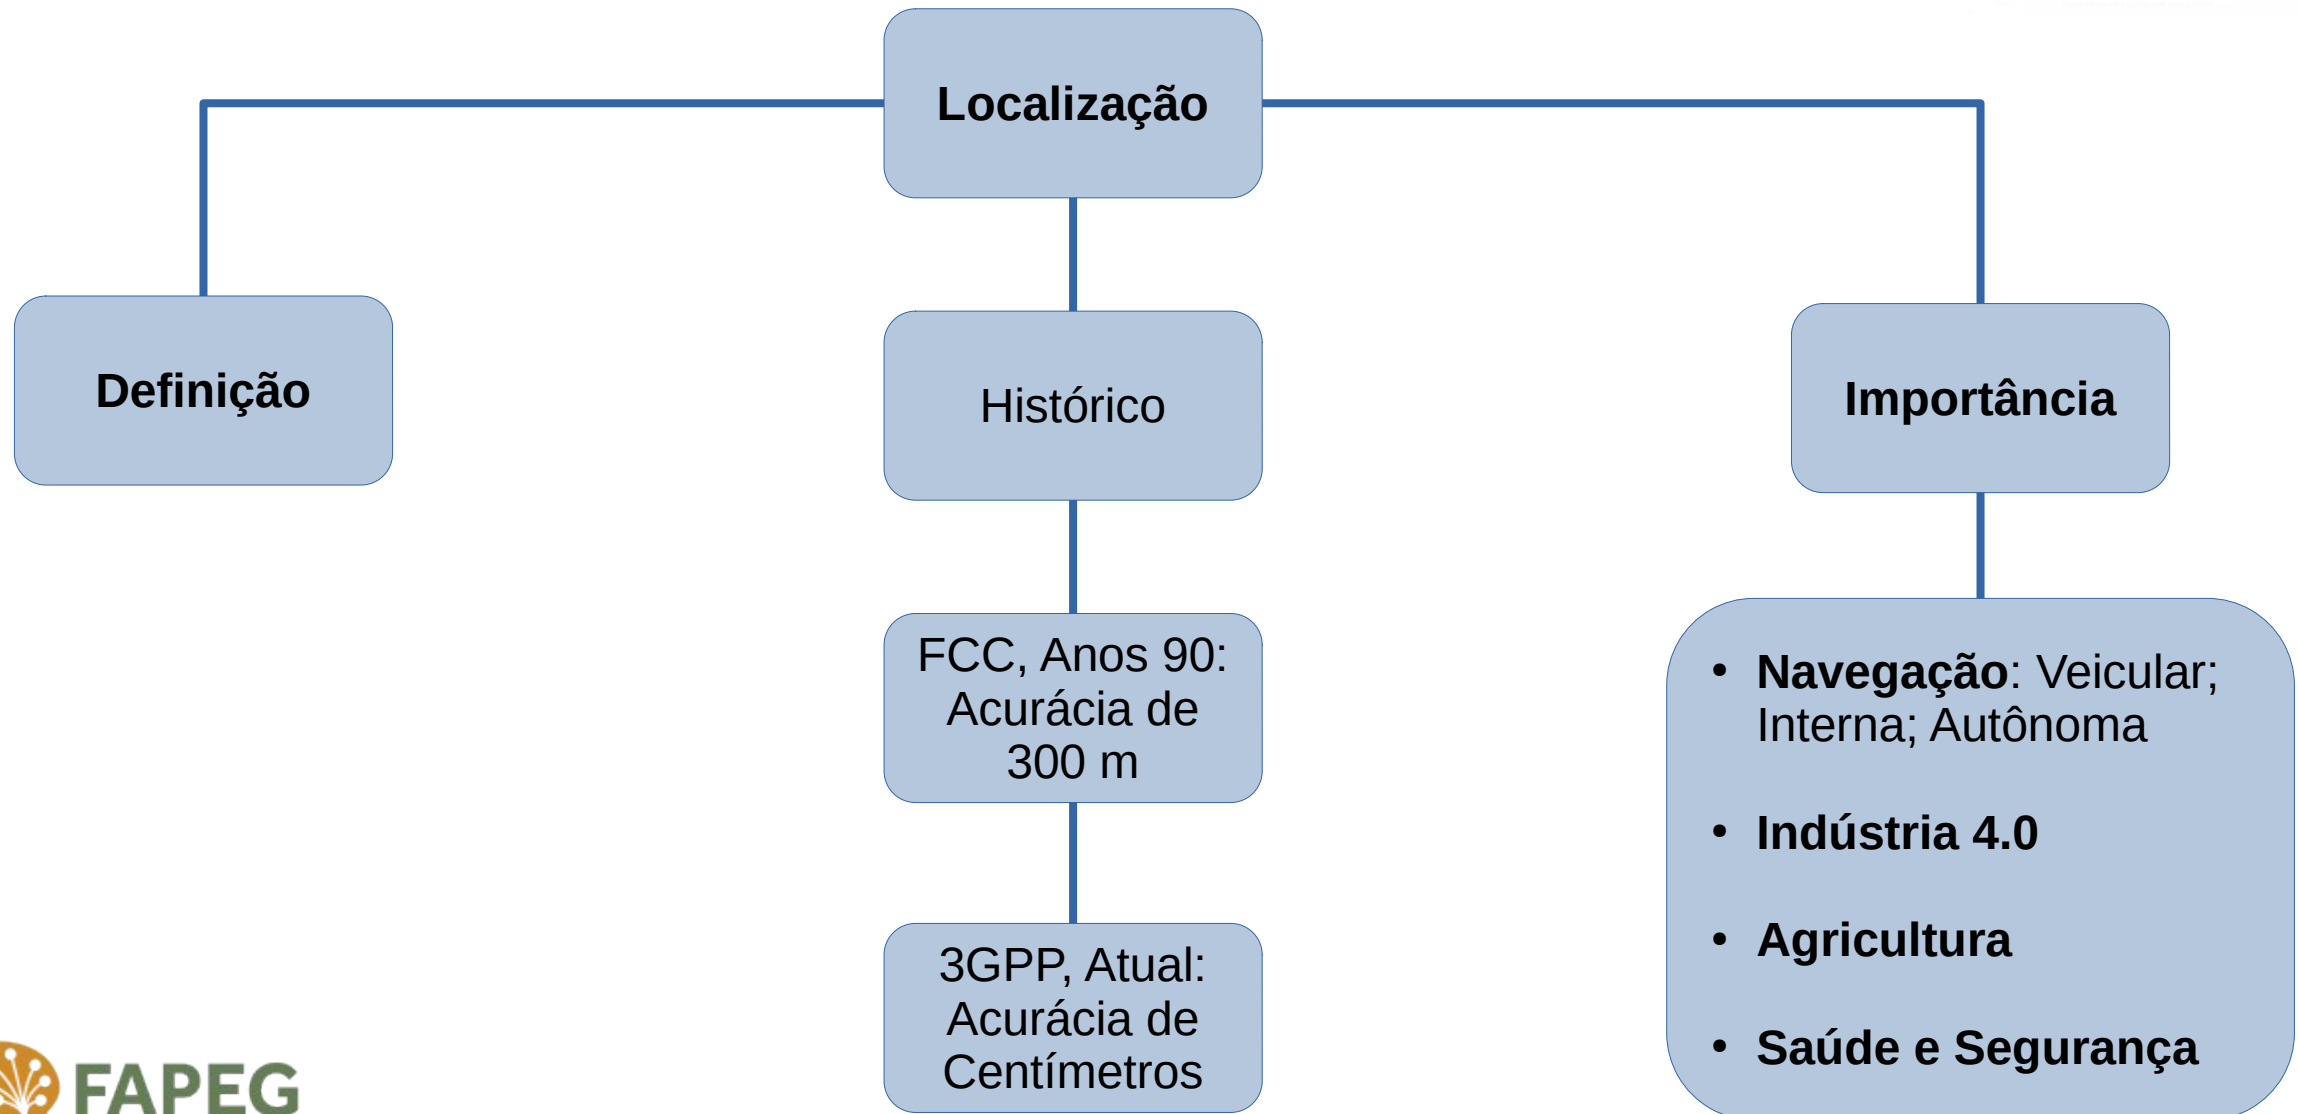 Localização
Definição
Histórico
Importância
FCC, Anos 90:
Acurácia de
300 m
3GPP, Atual:
Acurácia de
Centímetros
• Navegação: Veicular;
Interna; Autônoma
• Indústria 4.0
• Agricultura
• Saúde e Segurança
FAPEG